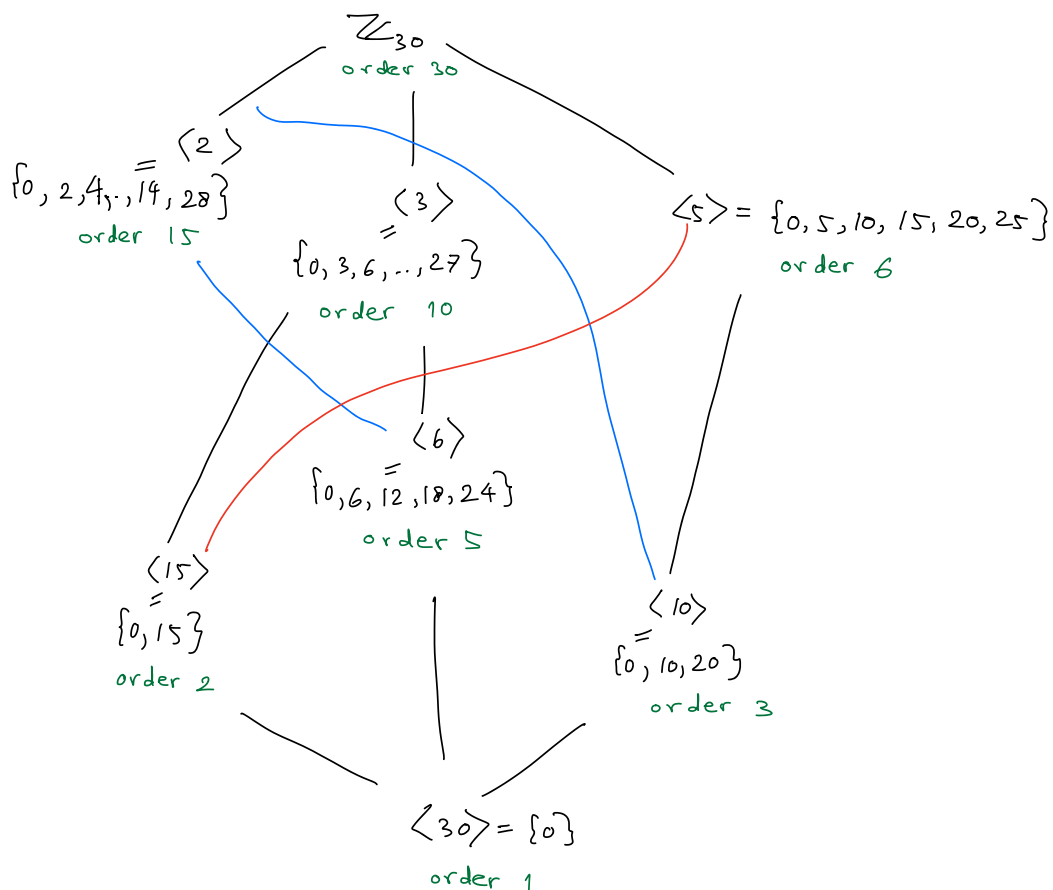 ℤ₃₀
order 30
= ⟨2⟩
{0, 2, 4, .., 14, 28}
order 15
⟨3⟩
=
{0, 3, 6, .., 27}
order 10
⟨5⟩ = {0, 5, 10, 15, 20, 25}
order 6
⟨6⟩
=
{0, 6, 12, 18, 24}
order 5
⟨15⟩
=
{0, 15}
order 2
⟨10⟩
=
{0, 10, 20}
order 3
⟨30⟩ = {0}
order 1